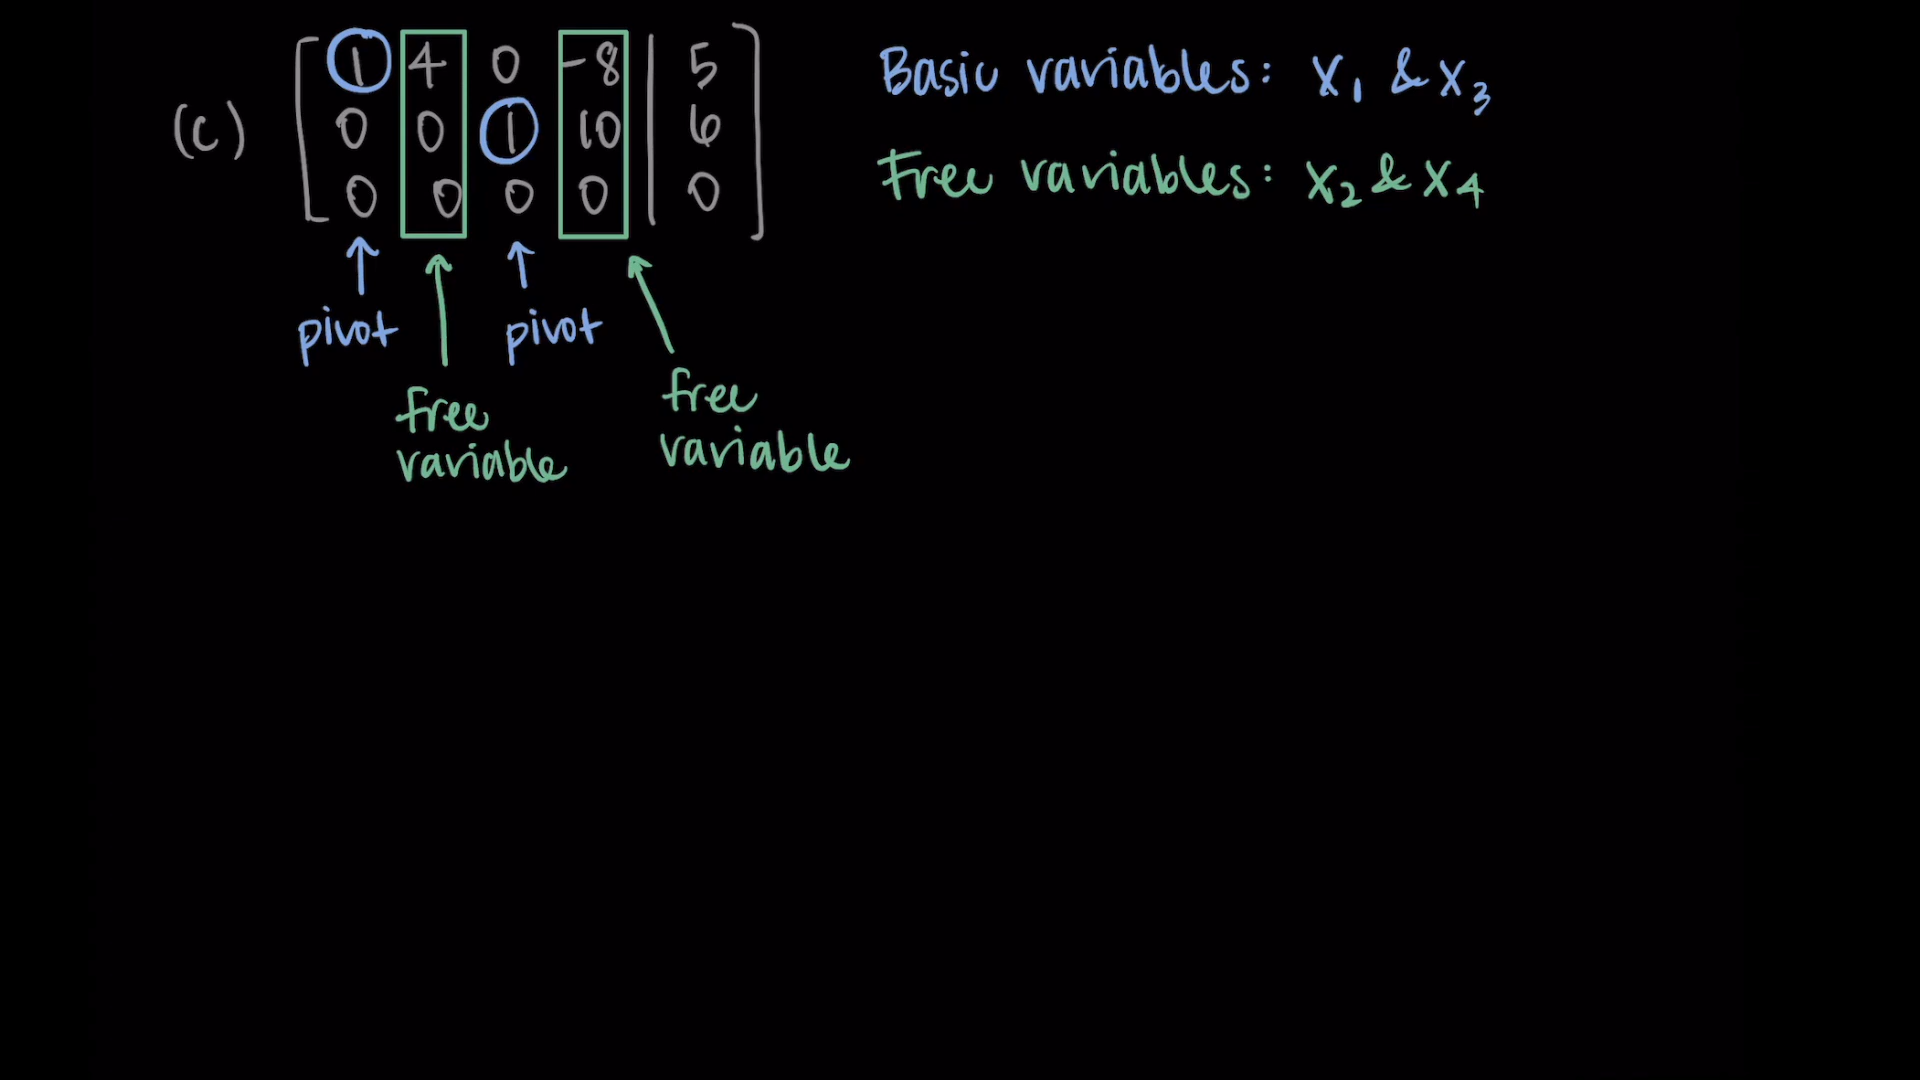 (c) [ 1 4 0 -8 | 5 ]
0 0 1 10 | 6
0 0 0 0 | 0
Basic variables: x₁ & x₃
Free variables: x₂ & x₄
pivot
pivot
free
variable
free
variable